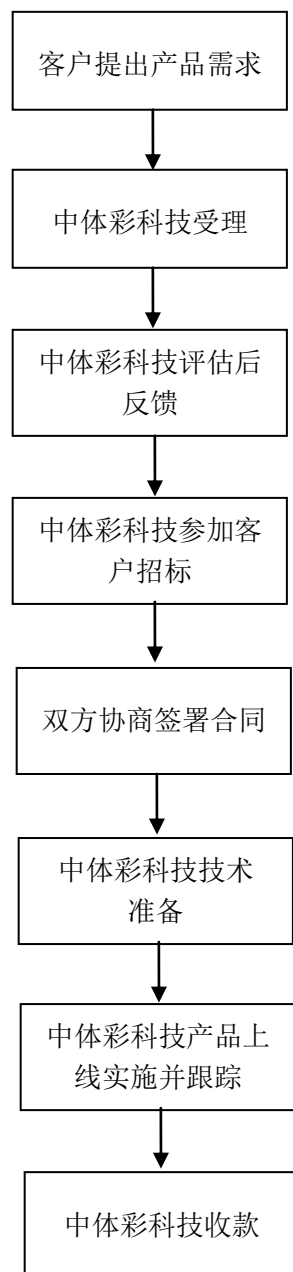 客户提出产品需求
中体彩科技受理
中体彩科技评估后
反馈
中体彩科技参加客
户招标
双方协商签署合同
中体彩科技技术
准备
中体彩科技产品上
线实施并跟踪
中体彩科技收款